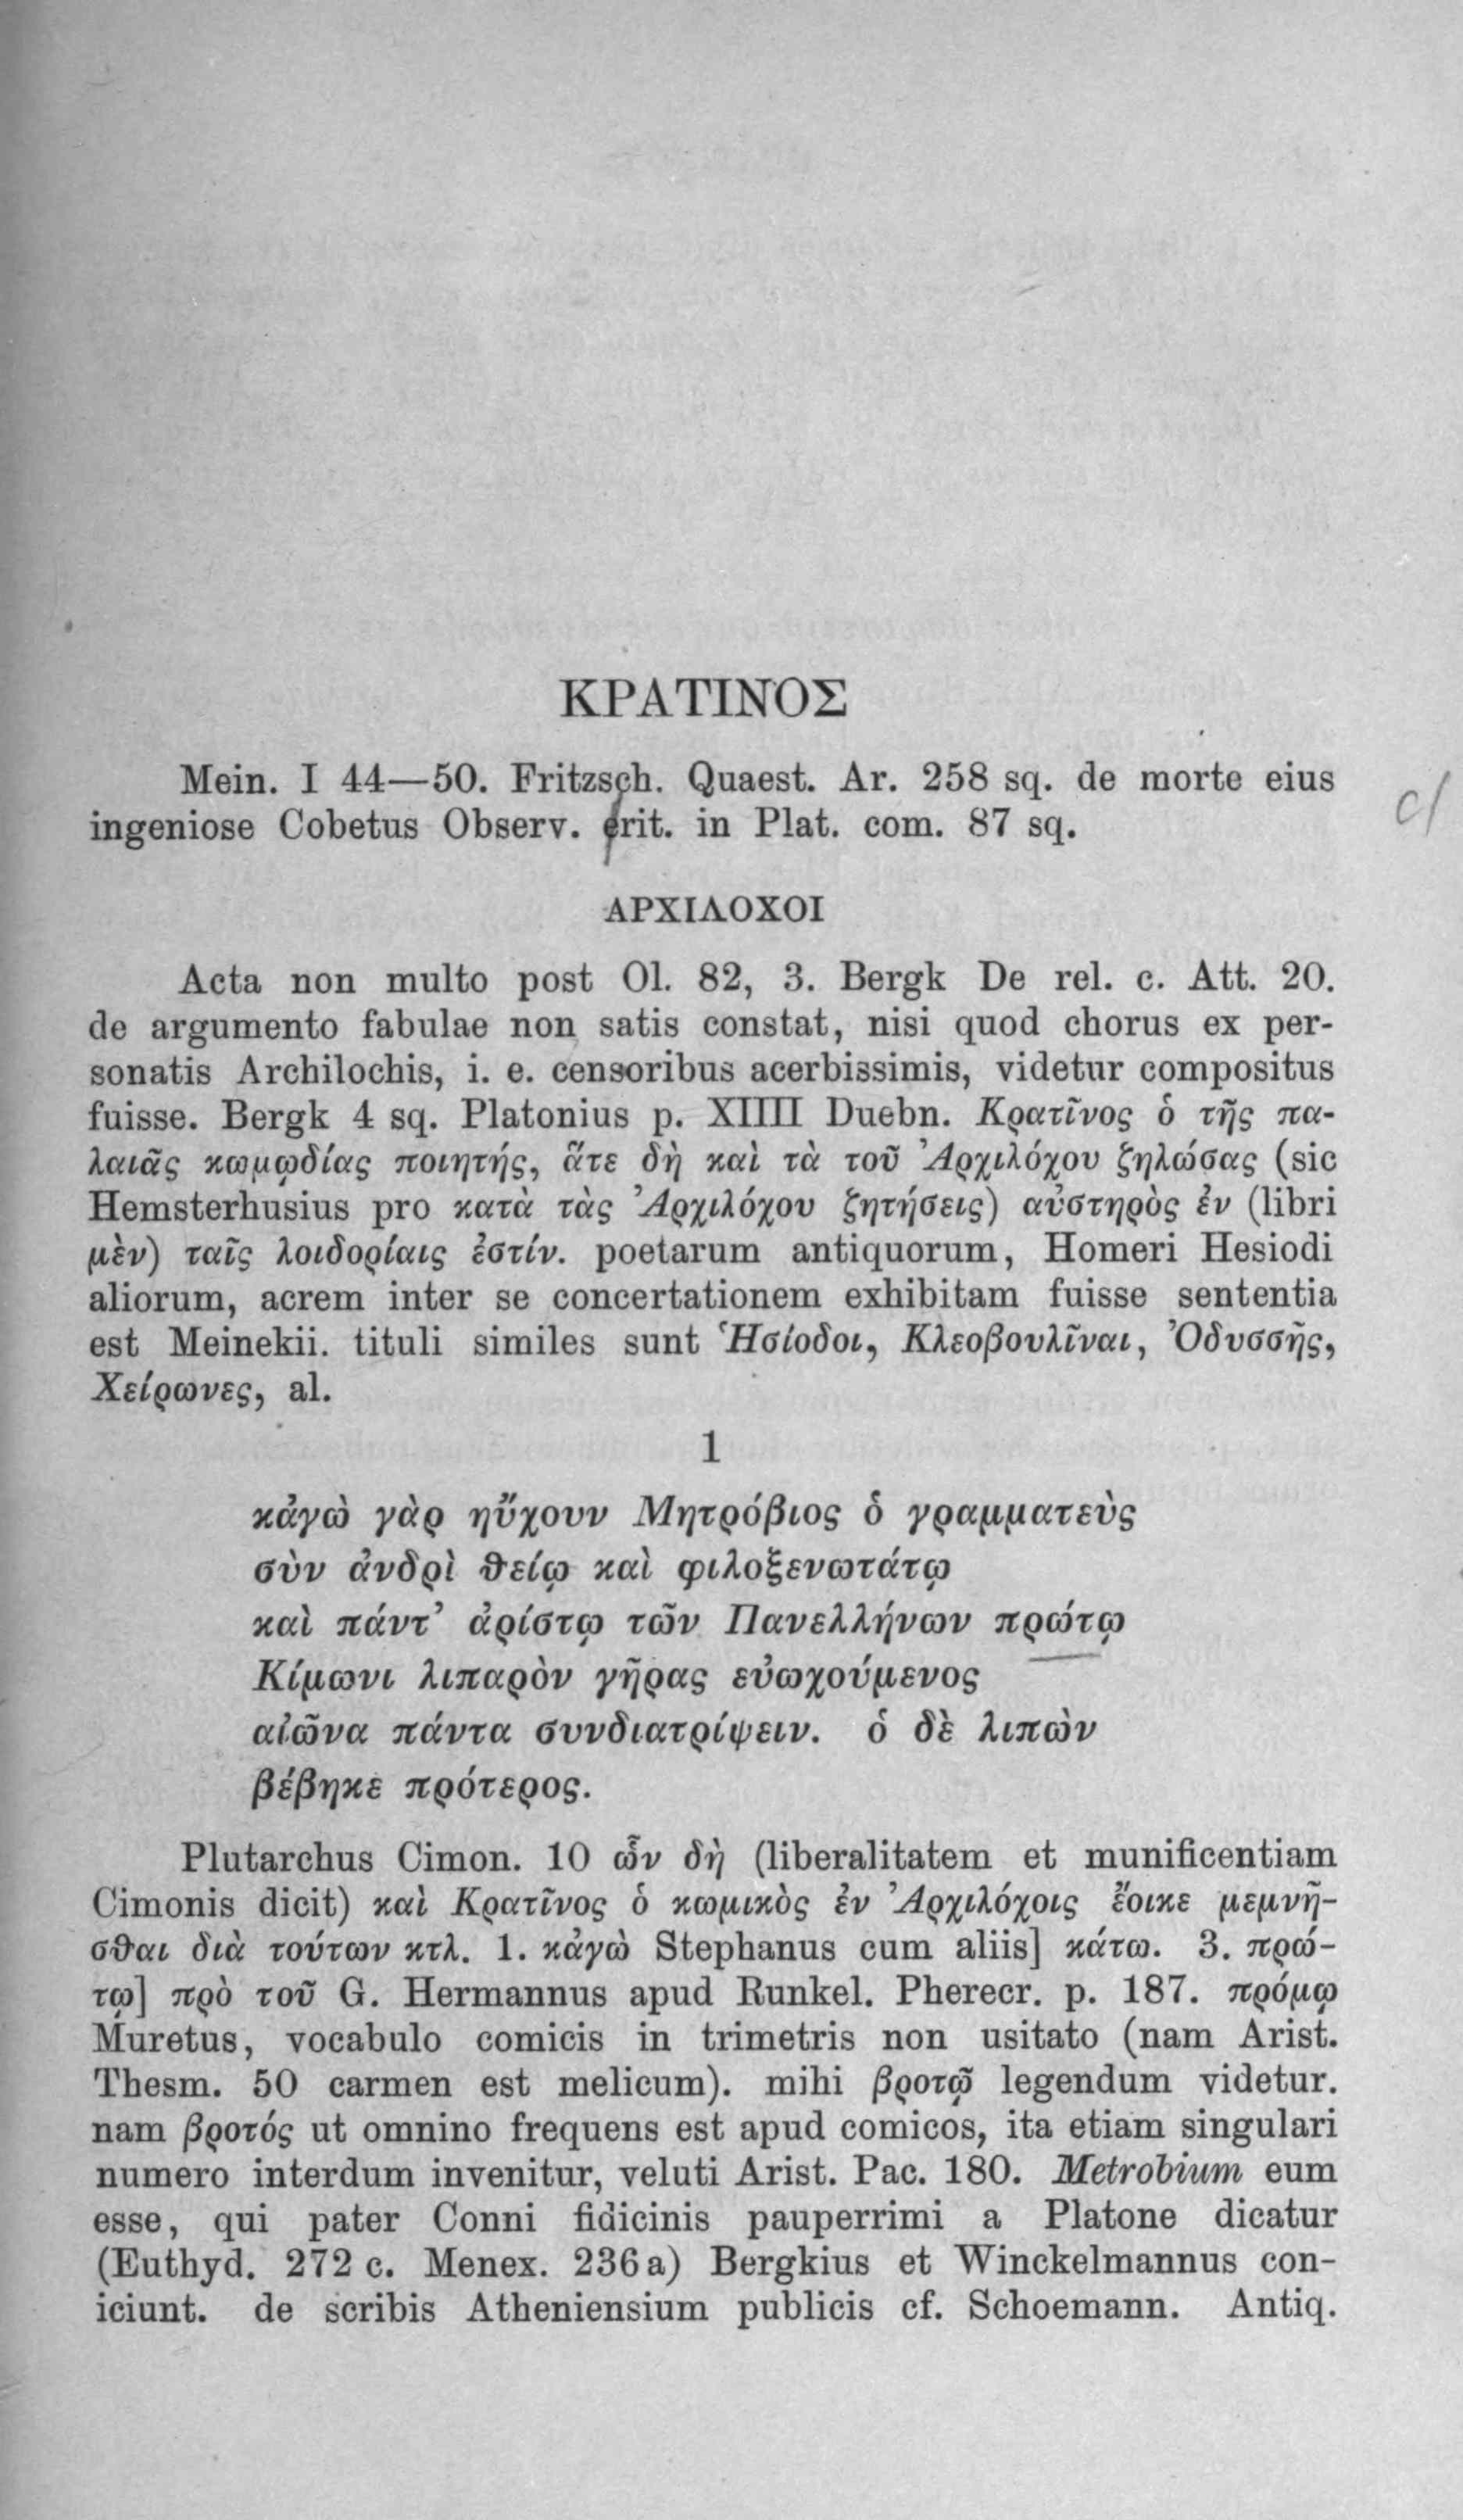 ΚΡΑΤΙΝΟΣ
Mein. I 44—50. Fritzsch. Quaest. Ar. 258 sq. de morte eius
ingeniose Cobetus Observ. crit. in Plat. com. 87 sq.
c/
ΑΡΧΙΛΟΧΟΙ
Acta non multo post Ol. 82, 3. Bergk De rel. c. Att. 20.
de argumento fabulae non satis constat, nisi quod chorus ex per-
sonatis Archilochis, i. e. censoribus acerbissimis, videtur compositus
fuisse. Bergk 4 sq. Platonius p. XIIII Duebn. Κρατῖνος ὁ τῆς πα-
λαιᾶς κωμῳδίας ποιητής, ἅτε δὴ καὶ τὰ τοῦ Ἀρχιλόχου ζηλώσας (sic
Hemsterhusius pro κατὰ τὰς Ἀρχιλόχου ζητήσεις) αὐστηρὸς ἐν (libri
μὲν) ταῖς λοιδορίαις ἐστίν. poetarum antiquorum, Homeri Hesiodi
aliorum, acrem inter se concertationem exhibitam fuisse sententia
est Meinekii. tituli similes sunt Ἡσίοδοι, Κλεοβουλῖναι, Ὀδυσσῆς,
Χείρωνες, al.
1
κἀγὼ γὰρ ηὔχουν Μητρόβιος ὁ γραμματεὺς
σὺν ἀνδρὶ θείῳ καὶ φιλοξενωτάτῳ
καὶ πάντ’ ἀρίστῳ τῶν Πανελλήνων πρώτῳ
Κίμωνι λιπαρὸν γῆρας εὐωχούμενος
αἰῶνα πάντα συνδιατρίψειν. ὁ δὲ λιπὼν
βέβηκε πρότερος.
Plutarchus Cimon. 10 ὧν δὴ (liberalitatem et munificentiam
Cimonis dicit) καὶ Κρατῖνος ὁ κωμικὸς ἐν Ἀρχιλόχοις ἔοικε μεμνῆ-
σθαι διὰ τούτων κτλ. 1. κἀγὼ Stephanus cum aliis] κάτω. 3. πρώ-
τῳ] πρὸ τοῦ G. Hermannus apud Runkel. Pherecr. p. 187. πρόμῳ
Muretus, vocabulo comicis in trimetris non usitato (nam Arist.
Thesm. 50 carmen est melicum). mihi βροτῷ legendum videtur.
nam βροτός ut omnino frequens est apud comicos, ita etiam singulari
numero interdum invenitur, veluti Arist. Pac. 180. Metrobium eum
esse, qui pater Conni fidicinis pauperrimi a Platone dicatur
(Euthyd. 272 c. Menex. 236 a) Bergkius et Winckelmannus con-
iciunt. de scribis Atheniensium publicis cf. Schoemann. Antiq.